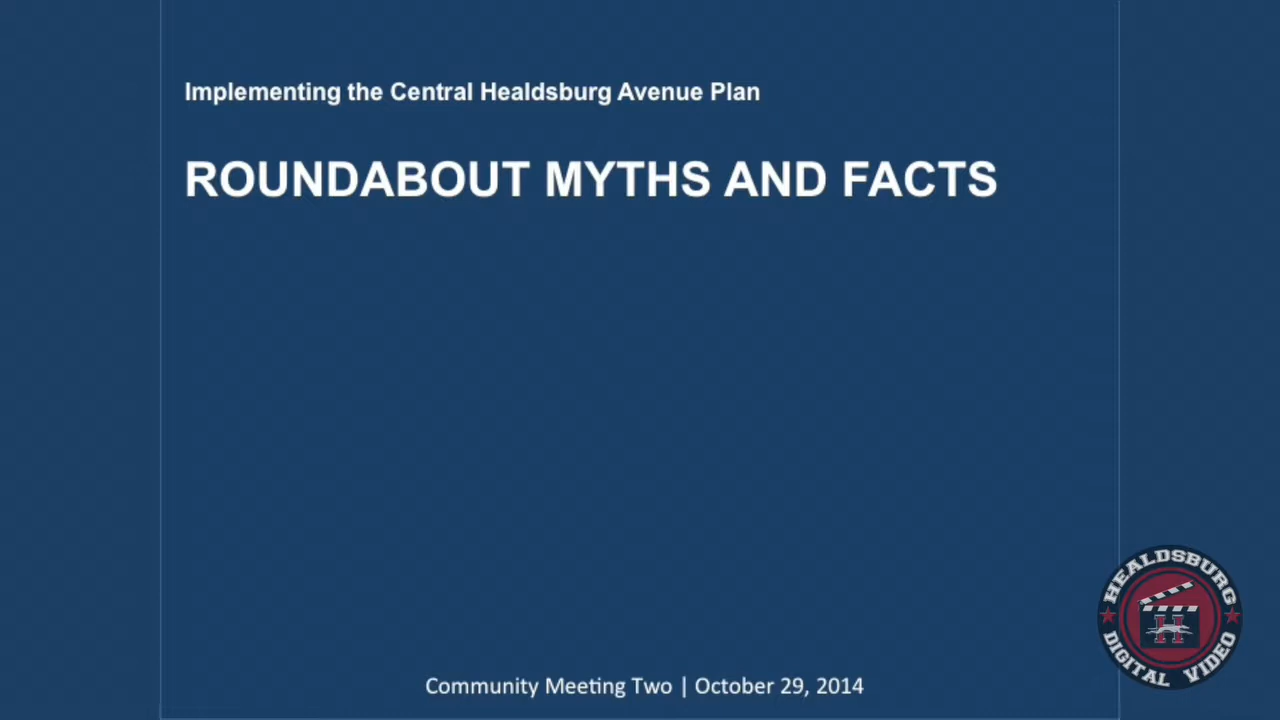 Implementing the Central Healdsburg Avenue Plan
ROUNDABOUT MYTHS AND FACTS
Community Meeting Two | October 29, 2014
HEALDSBURG
H
DIGITAL VIDEO